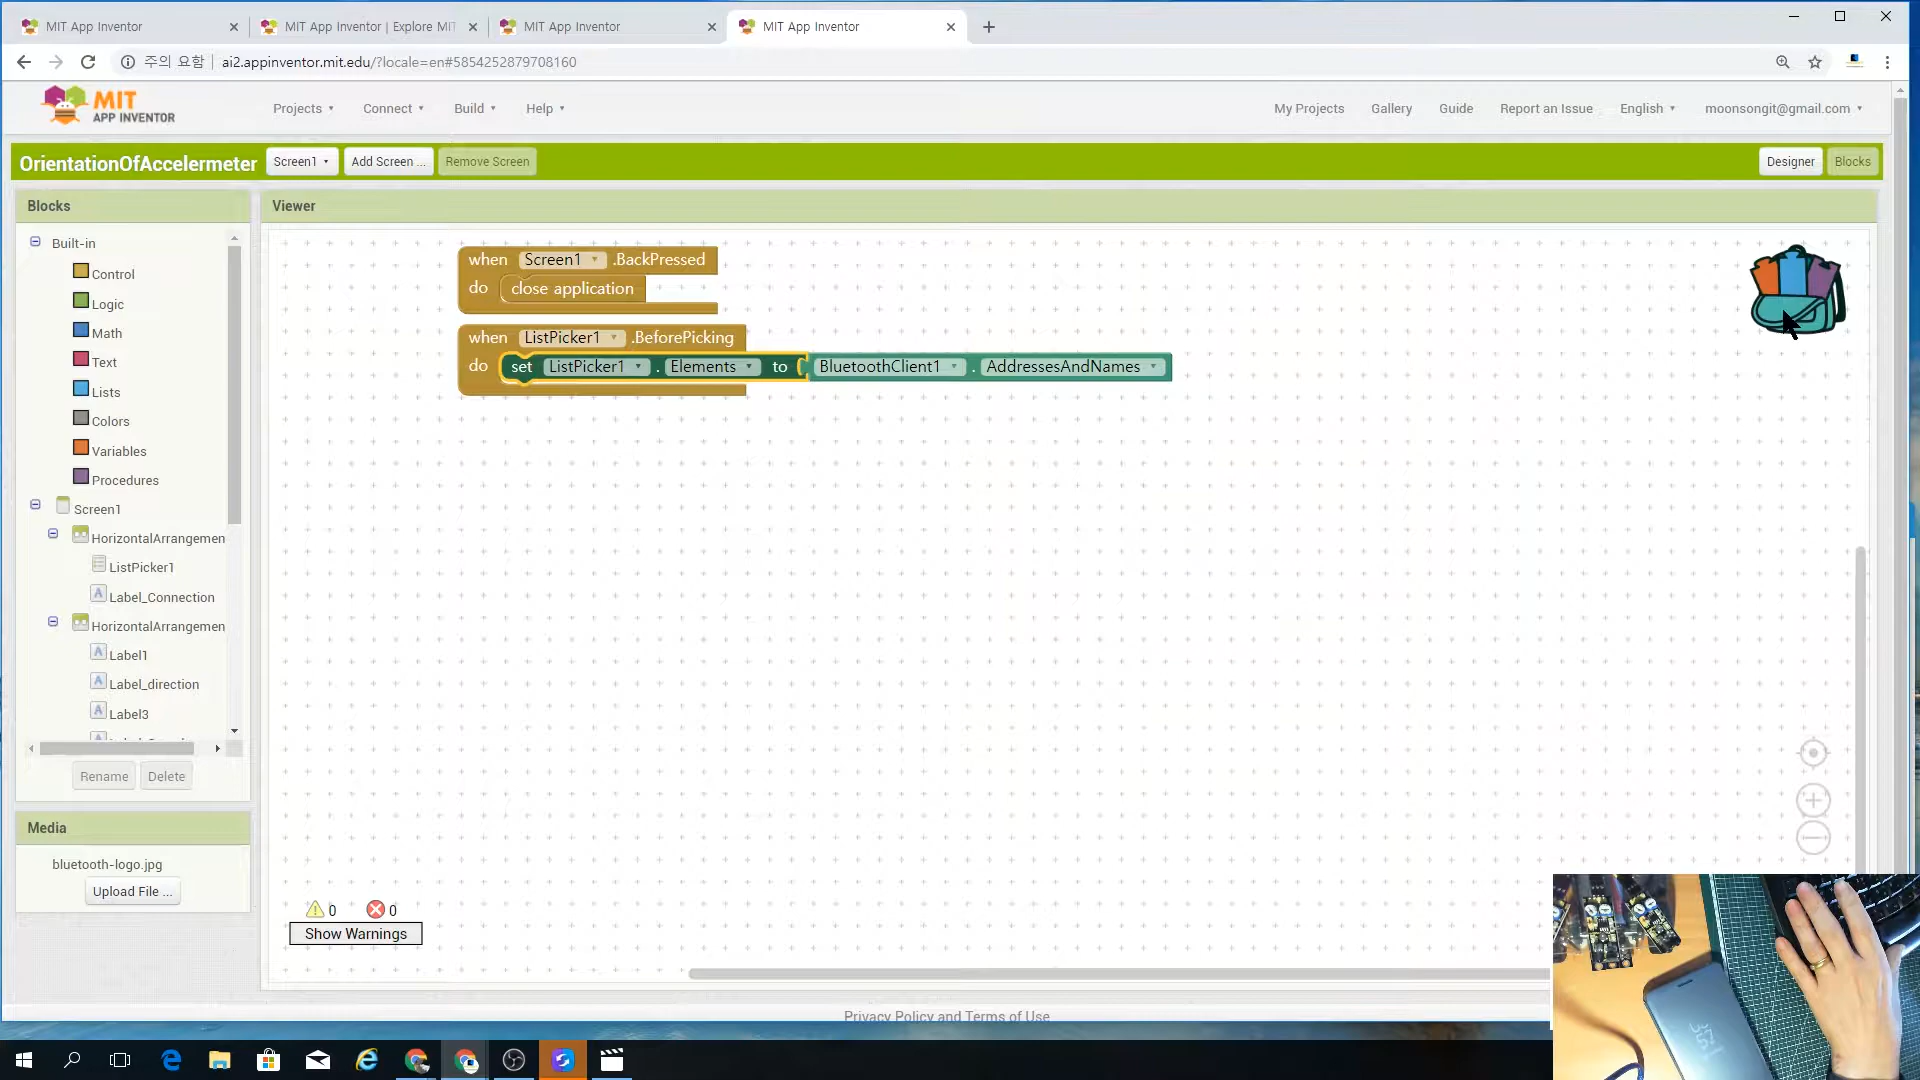 MIT App Inventor
MIT App Inventor | Explore MIT
MIT App Inventor
MIT App Inventor
주의 요함
ai2.appinventor.mit.edu/?locale=en#5854252879708160
MIT
APP INVENTOR
Projects
Connect
Build
Help
My Projects
Gallery
Guide
Report an Issue
English
moonsongit@gmail.com
OrientationOfAccelermeter
Screen1
Add Screen ...
Remove Screen
Designer
Blocks
Blocks
Built-in
Control
Logic
Math
Text
Lists
Colors
Variables
Procedures
Screen1
HorizontalArrangemen
ListPicker1
Label_Connection
HorizontalArrangemen
Label1
Label_direction
Label3
Rename
Delete
Media
bluetooth-logo.jpg
Upload File ...
Viewer
when Screen1 .BackPressed
do close application
when ListPicker1 .BeforePicking
do set ListPicker1 . Elements to BluetoothClient1 . AddressesAndNames
0 0
Show Warnings
Privacy Policy and Terms of Use